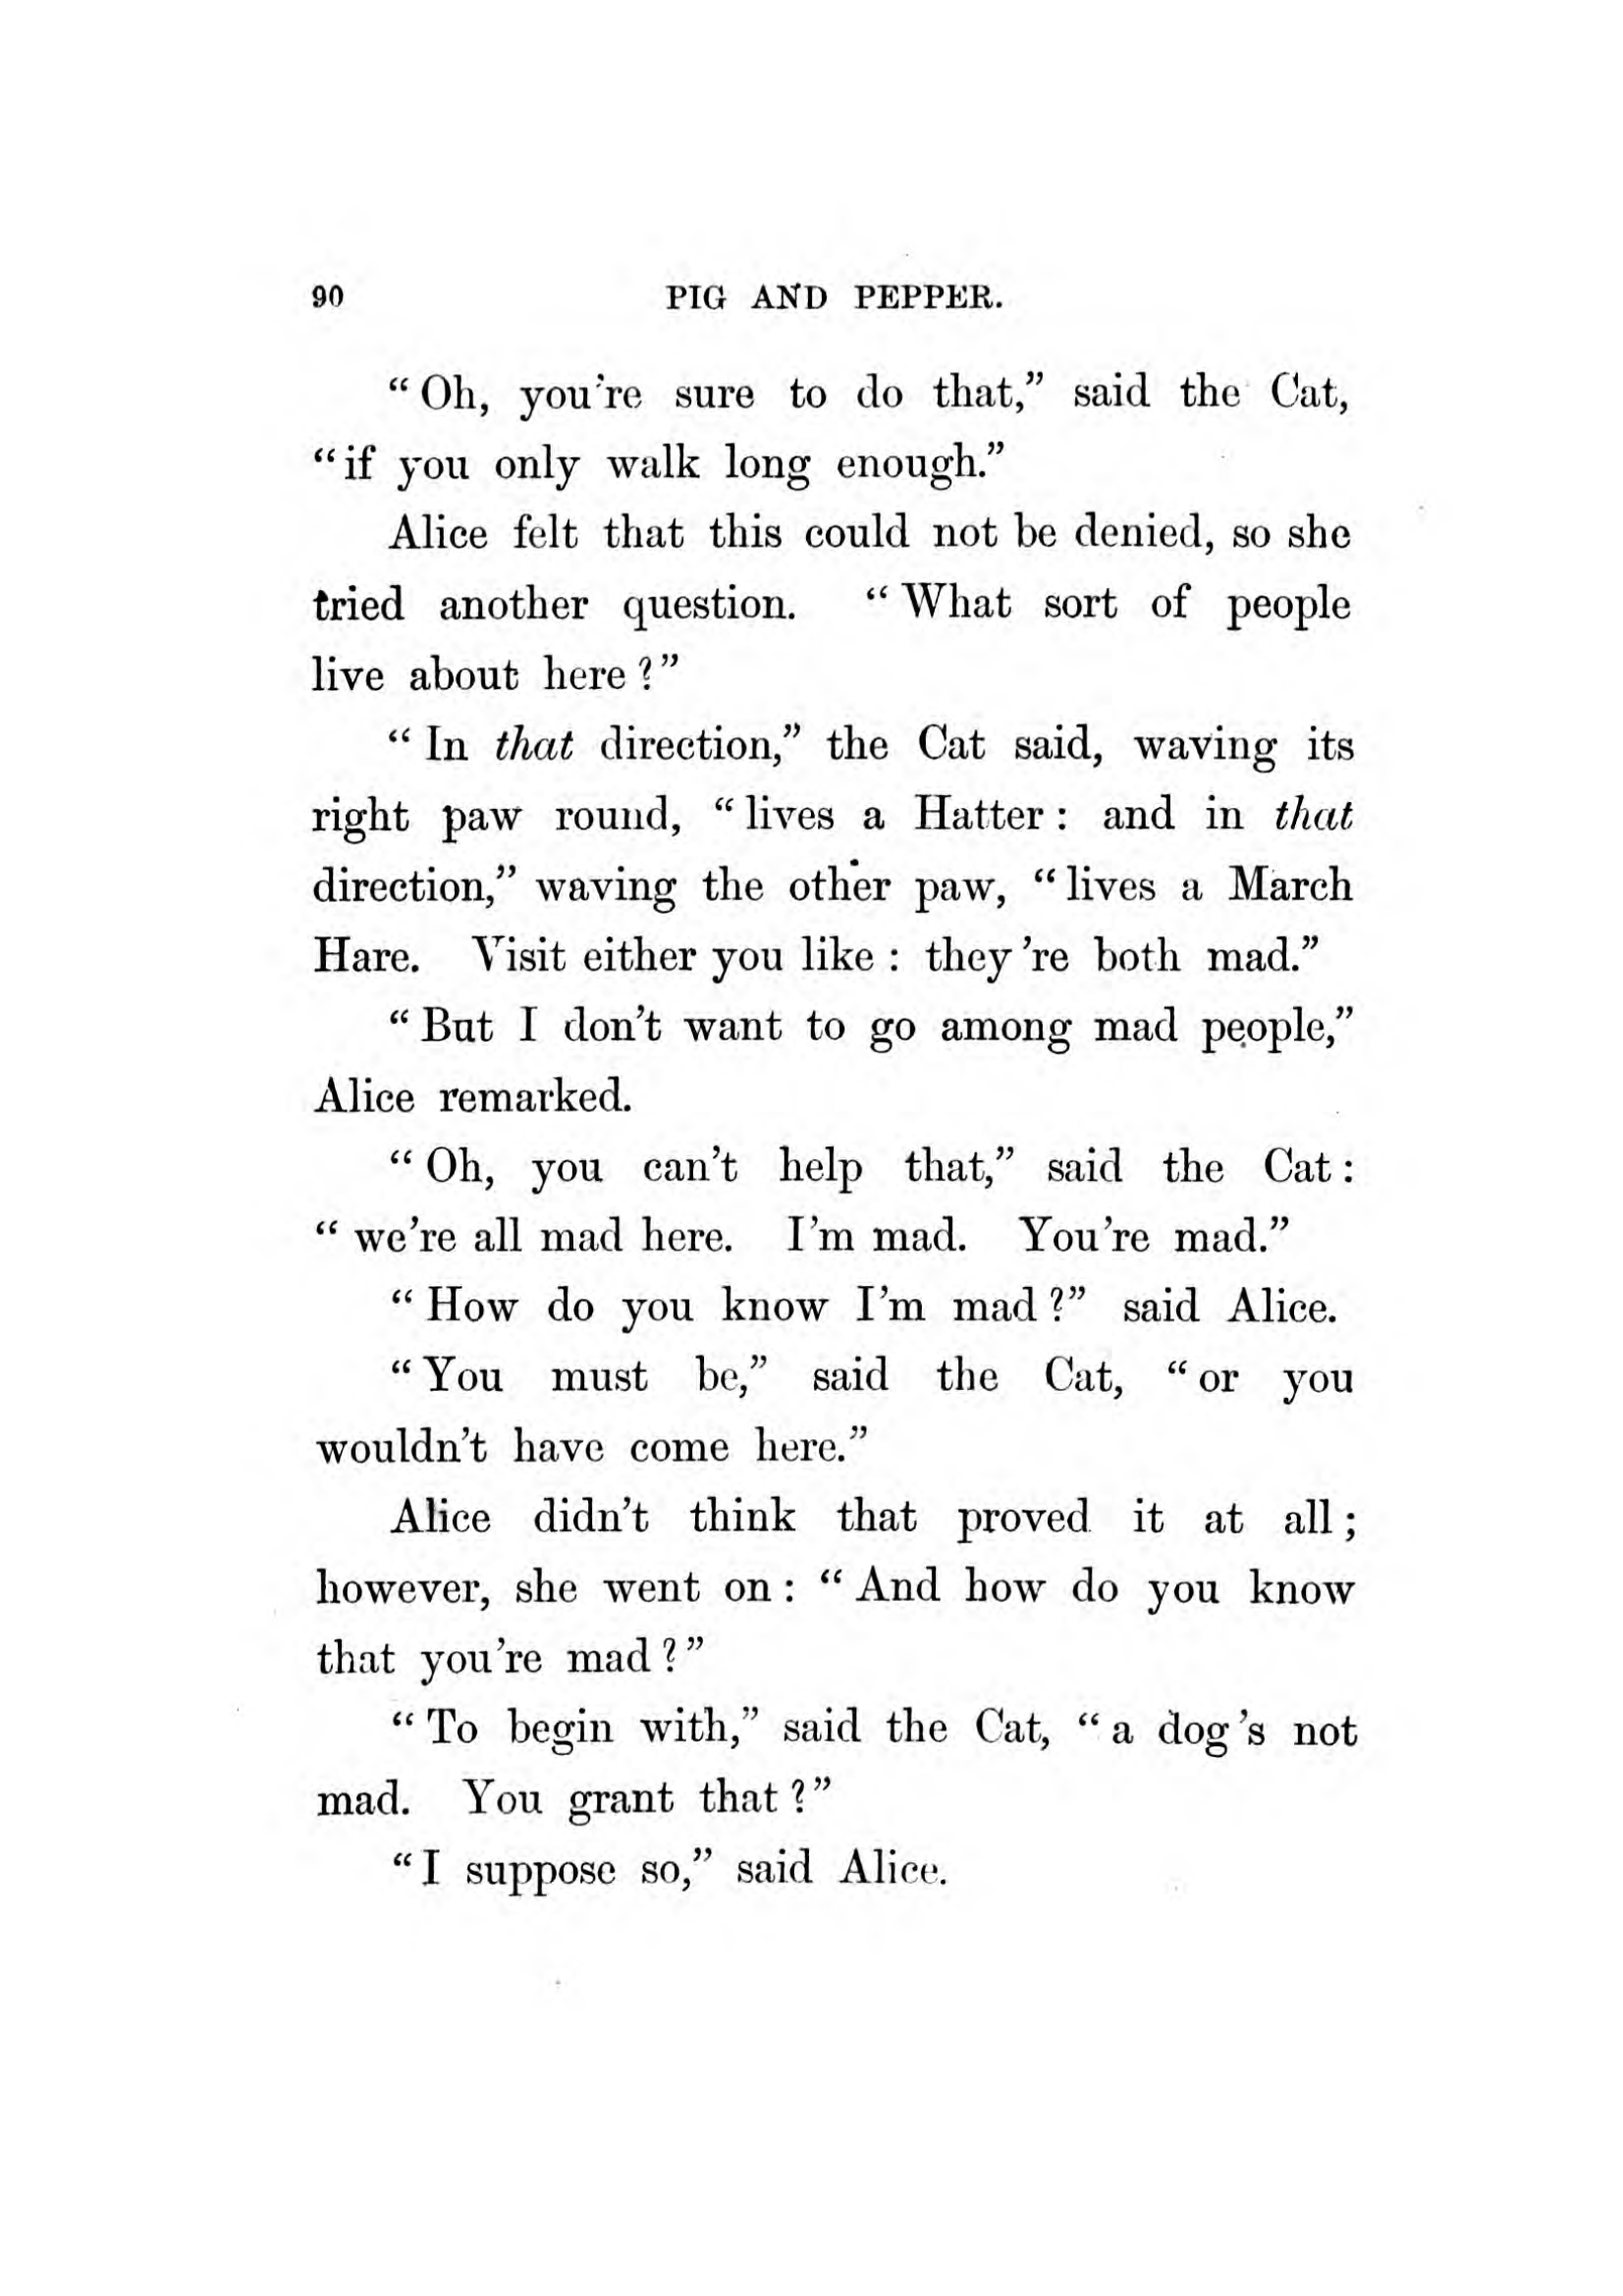 90 PIG AND PEPPER.
“Oh, you're sure to do that,” said the Cat,
“if you only walk long enough.”
Alice felt that this could not be denied, so she
tried another question. “What sort of people
live about here?”
“In that direction,” the Cat said, waving its
right paw round, “lives a Hatter: and in that
direction,” waving the other paw, “lives a March
Hare. Visit either you like: they're both mad.”
“But I don't want to go among mad people,”
Alice remarked.
“Oh, you can't help that,” said the Cat:
“we're all mad here. I'm mad. You're mad.”
“How do you know I'm mad?” said Alice.
“You must be,” said the Cat, “or you
wouldn't have come here.”
Alice didn't think that proved it at all;
however, she went on: “And how do you know
that you're mad?”
“To begin with,” said the Cat, “a dog's not
mad. You grant that?”
“I suppose so,” said Alice.